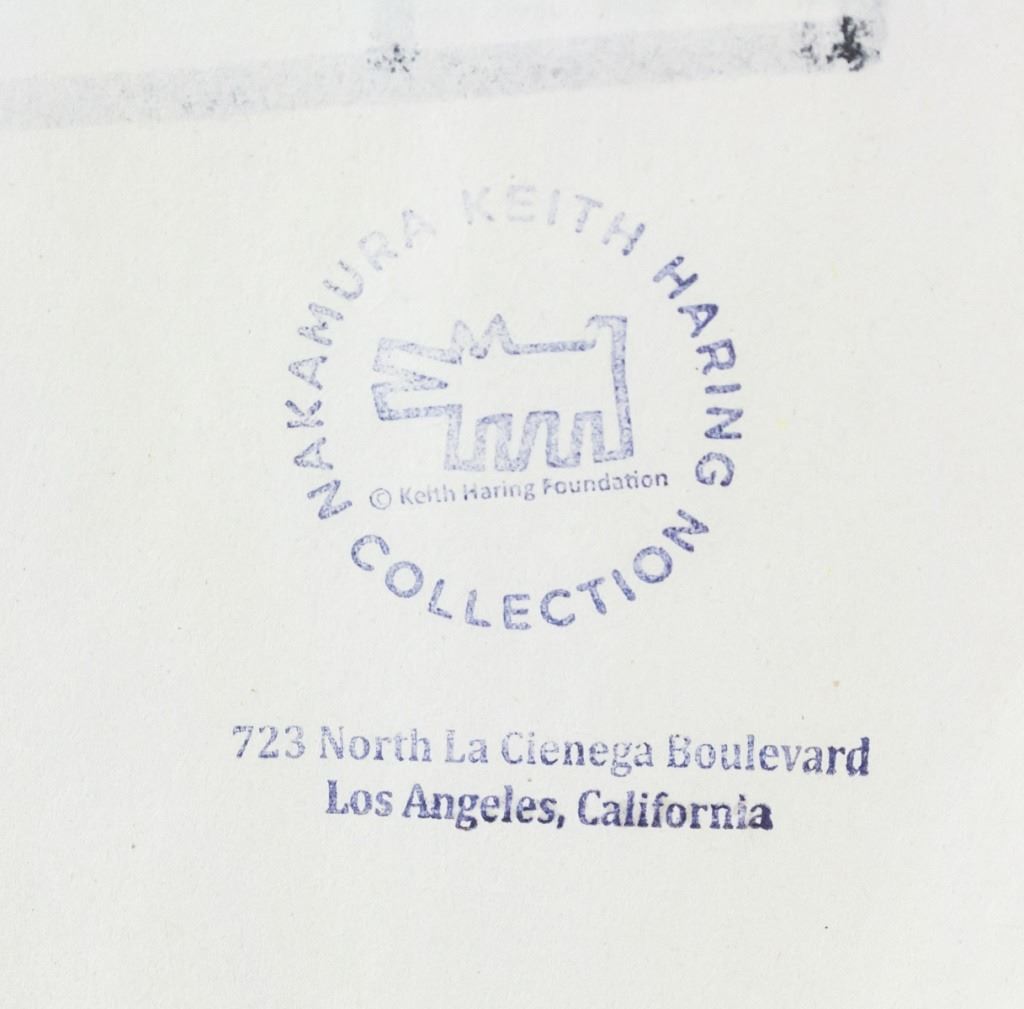 NAKAMURA KEITH HARING
COLLECTION
© Keith Haring Foundation
723 North La Cienega Boulevard
Los Angeles, California